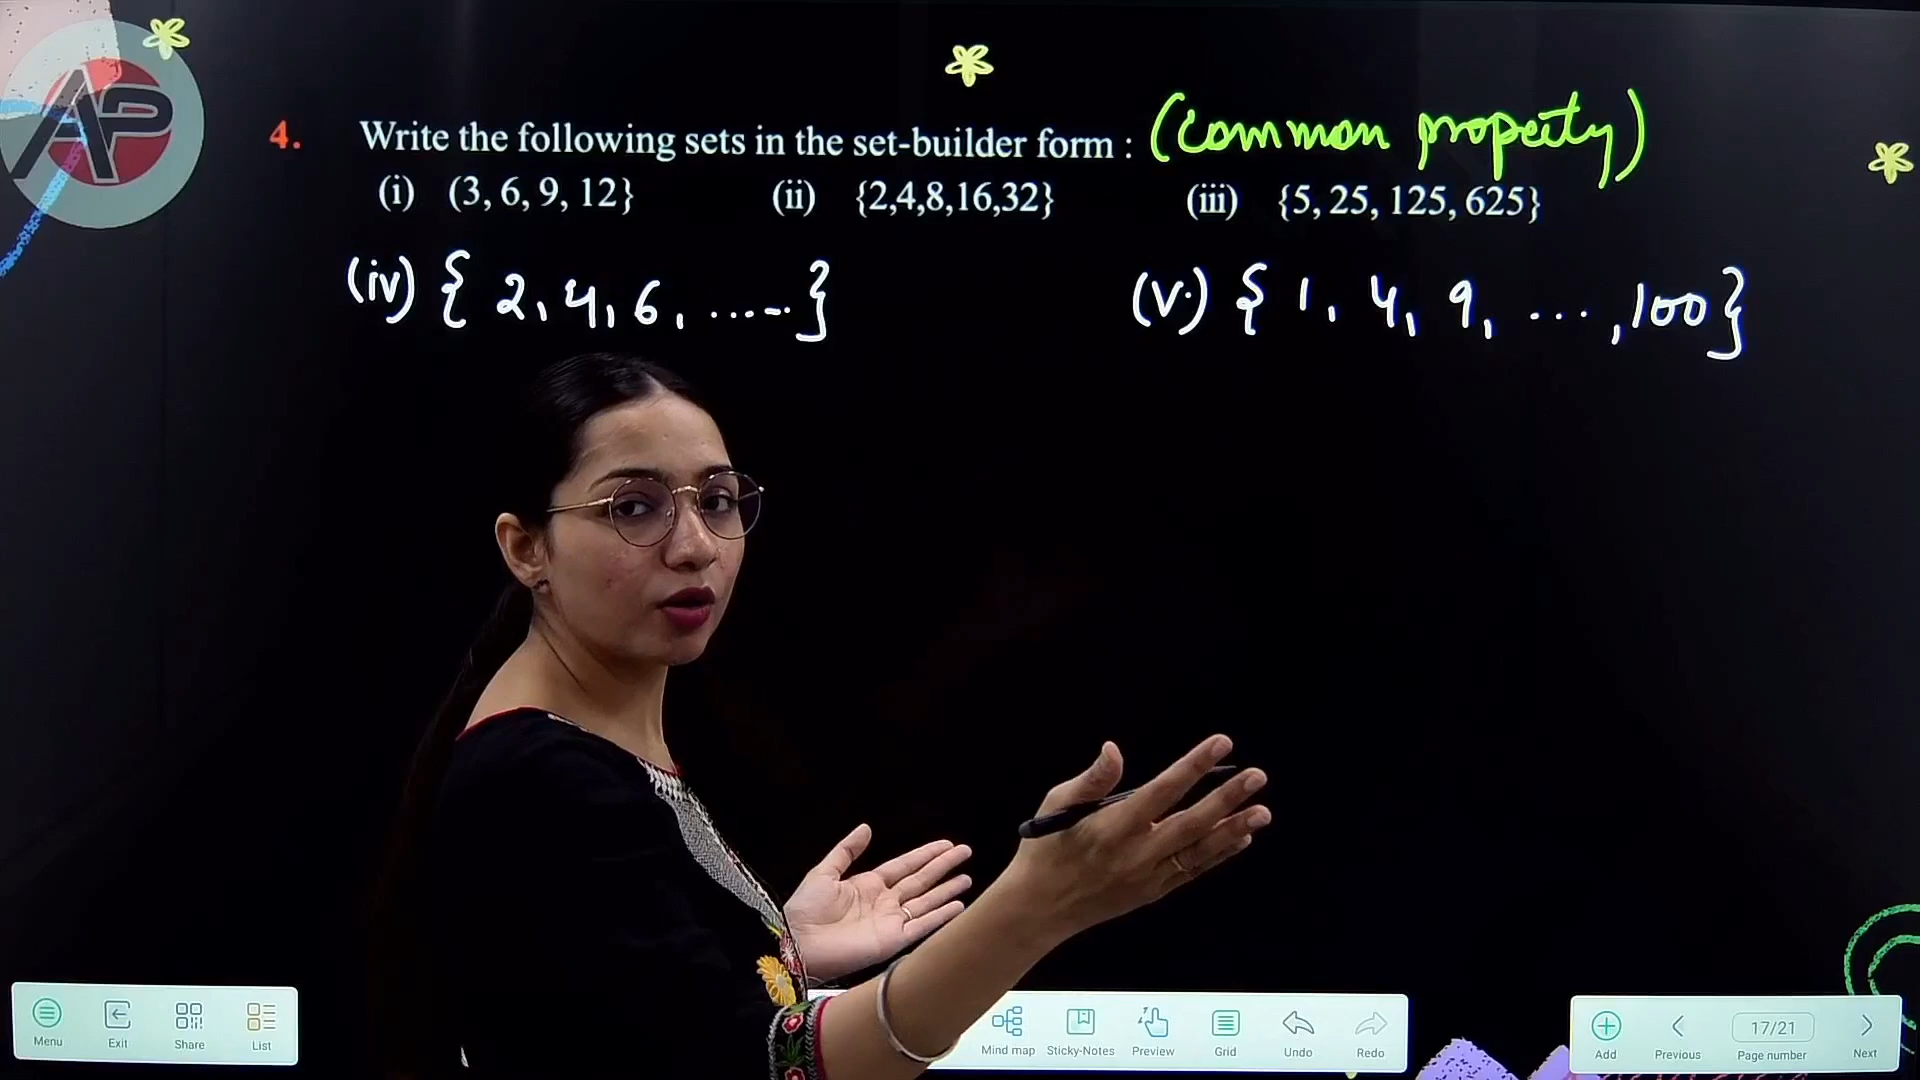 AP
4. Write the following sets in the set-builder form : (common property)
(i) (3, 6, 9, 12} (ii) {2,4,8,16,32} (iii) {5, 25, 125, 625}
(iv) { 2, 4, 6, ...... } (v.) { 1, 4, 9, ..., 100 }
Menu Exit Share List Mind map Sticky-Notes Preview Grid Undo Redo Add Previous 17/21 Page number Next